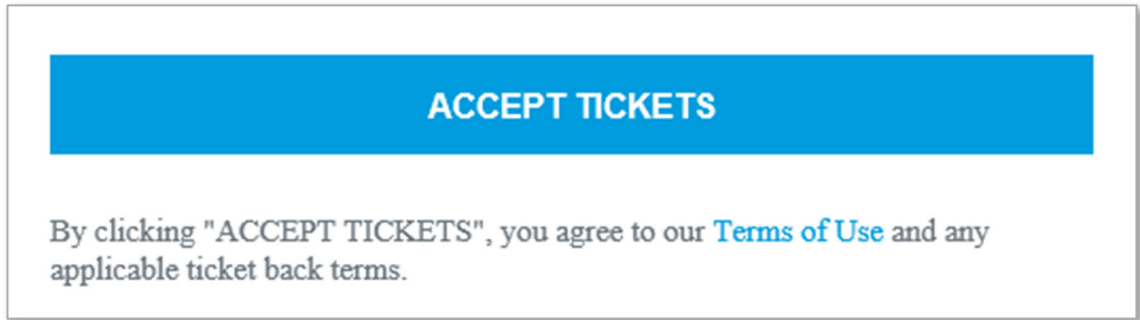 ACCEPT TICKETS
By clicking "ACCEPT TICKETS", you agree to our Terms of Use and any
applicable ticket back terms.